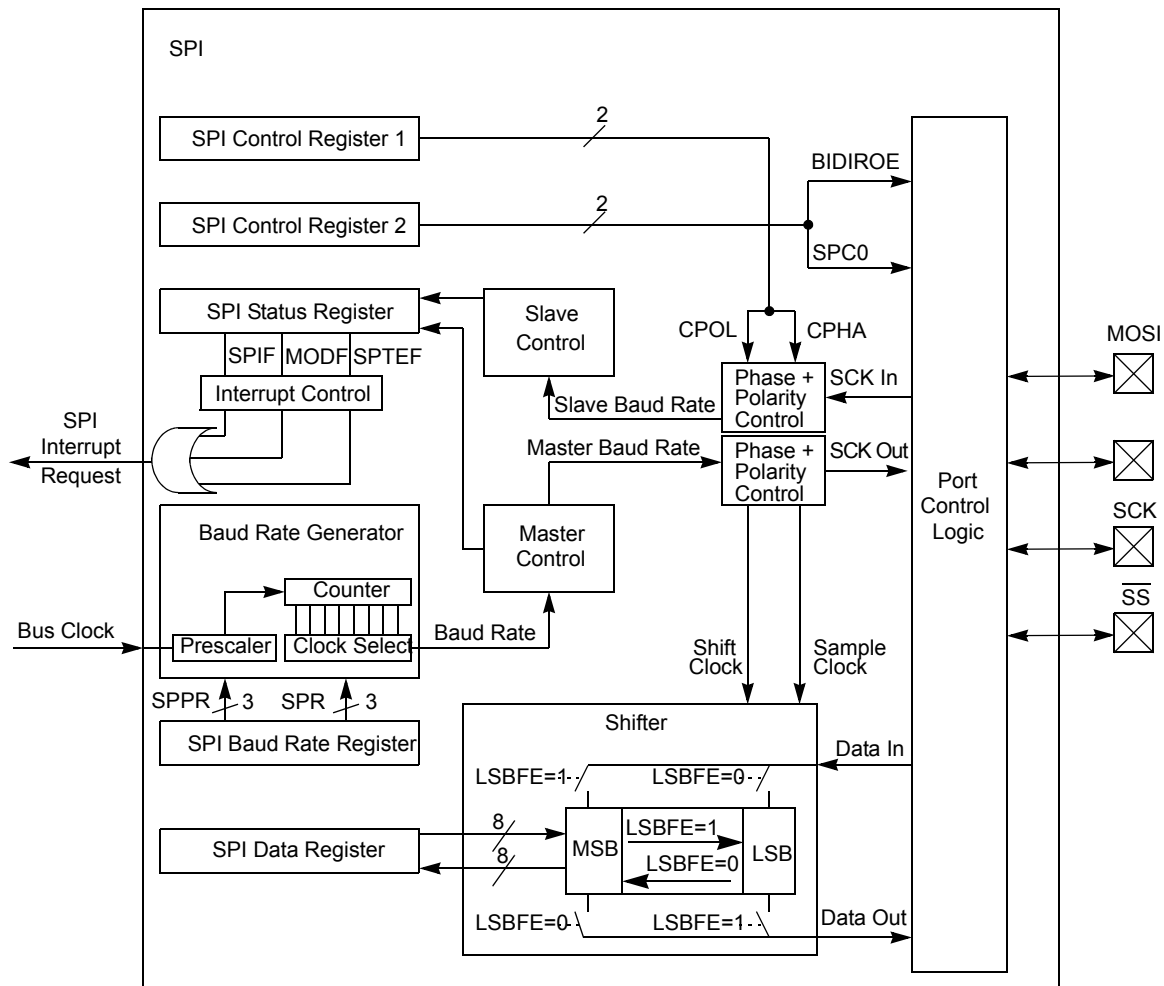 SPI
SPI Control Register 1
2
BIDIROE
SPI Control Register 2
2
SPC0
SPI Status Register
Slave
Control
CPOL
CPHA
MOSI
SPIF
MODF
SPTEF
Interrupt Control
Phase +
Polarity
Control
SCK In
Slave Baud Rate
SPI
Interrupt
Request
Master Baud Rate
Phase +
Polarity
Control
SCK Out
Port
Control
Logic
SCK
Baud Rate Generator
Master
Control
Counter
SS
Bus Clock
Prescaler
Clock Select
Baud Rate
Shift
Clock
Sample
Clock
SPPR
3
SPR
3
SPI Baud Rate Register
Shifter
Data In
LSBFE=1
LSBFE=0
SPI Data Register
8
8
MSB
LSBFE=1
LSBFE=0
LSB
LSBFE=0
LSBFE=1
Data Out